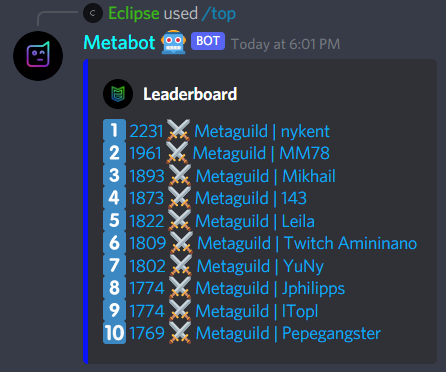 Eclipse used /top
Metabot BOT Today at 6:01 PM
Leaderboard
1 2231 Metaguild | nykent
2 1961 Metaguild | MM78
3 1893 Metaguild | Mikhail
4 1873 Metaguild | 143
5 1822 Metaguild | Leila
6 1809 Metaguild | Twitch Amininano
7 1802 Metaguild | YuNy
8 1774 Metaguild | Jphilipps
9 1774 Metaguild | lTopl
10 1769 Metaguild | Pepegangster